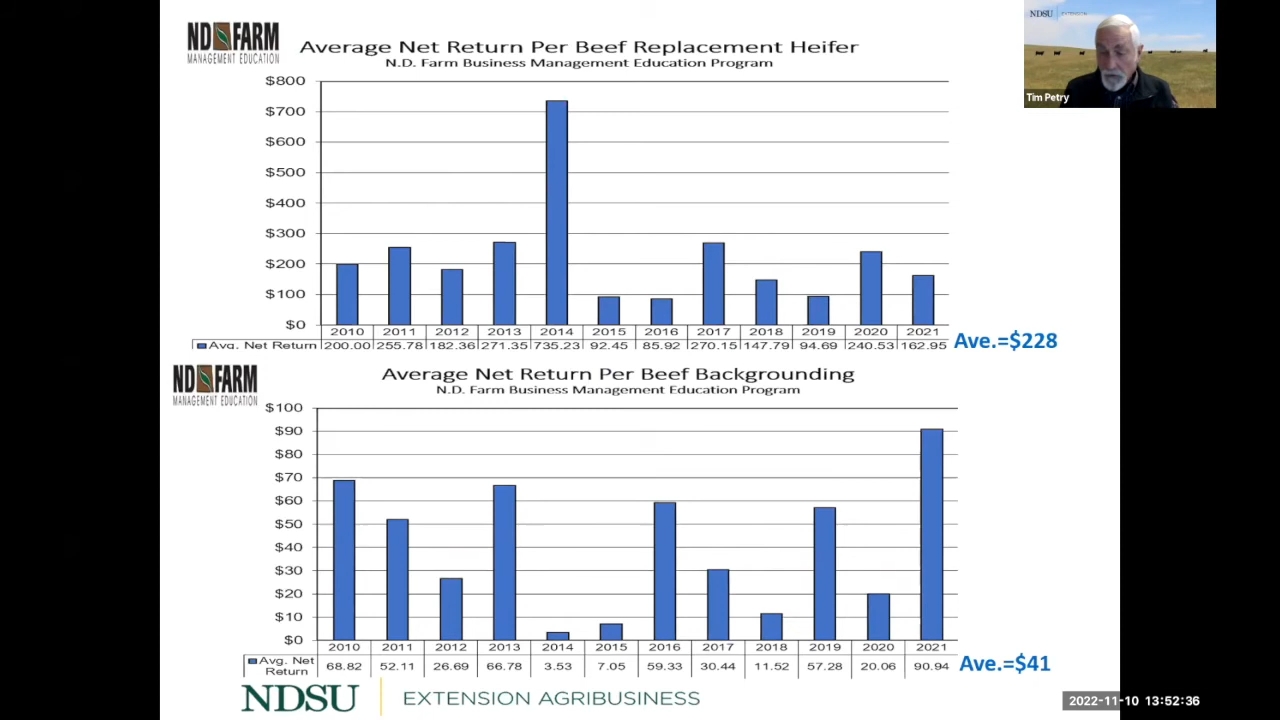 NDSU EXTENSION
Tim Petry
ND FARM
MANAGEMENT EDUCATION
Average Net Return Per Beef Replacement Heifer
N.D. Farm Business Management Education Program
$800
$700
$600
$500
$400
$300
$200
$100
$0
2010 2011 2012 2013 2014 2015 2016 2017 2018 2019 2020 2021
Avg. Net Return 200.00 255.78 182.36 271.35 735.23 92.45 85.92 270.15 147.79 94.69 240.53 162.95
Ave.=$228
ND FARM
MANAGEMENT EDUCATION
Average Net Return Per Beef Backgrounding
N.D. Farm Business Management Education Program
$100
$90
$80
$70
$60
$50
$40
$30
$20
$10
$0
2010 2011 2012 2013 2014 2015 2016 2017 2018 2019 2020 2021
Avg. Net
Return 68.82 52.11 26.69 66.78 3.53 7.05 59.33 30.44 11.52 57.28 20.06 90.94
Ave.=$41
NDSU EXTENSION AGRIBUSINESS
2022-11-10 13:52:36